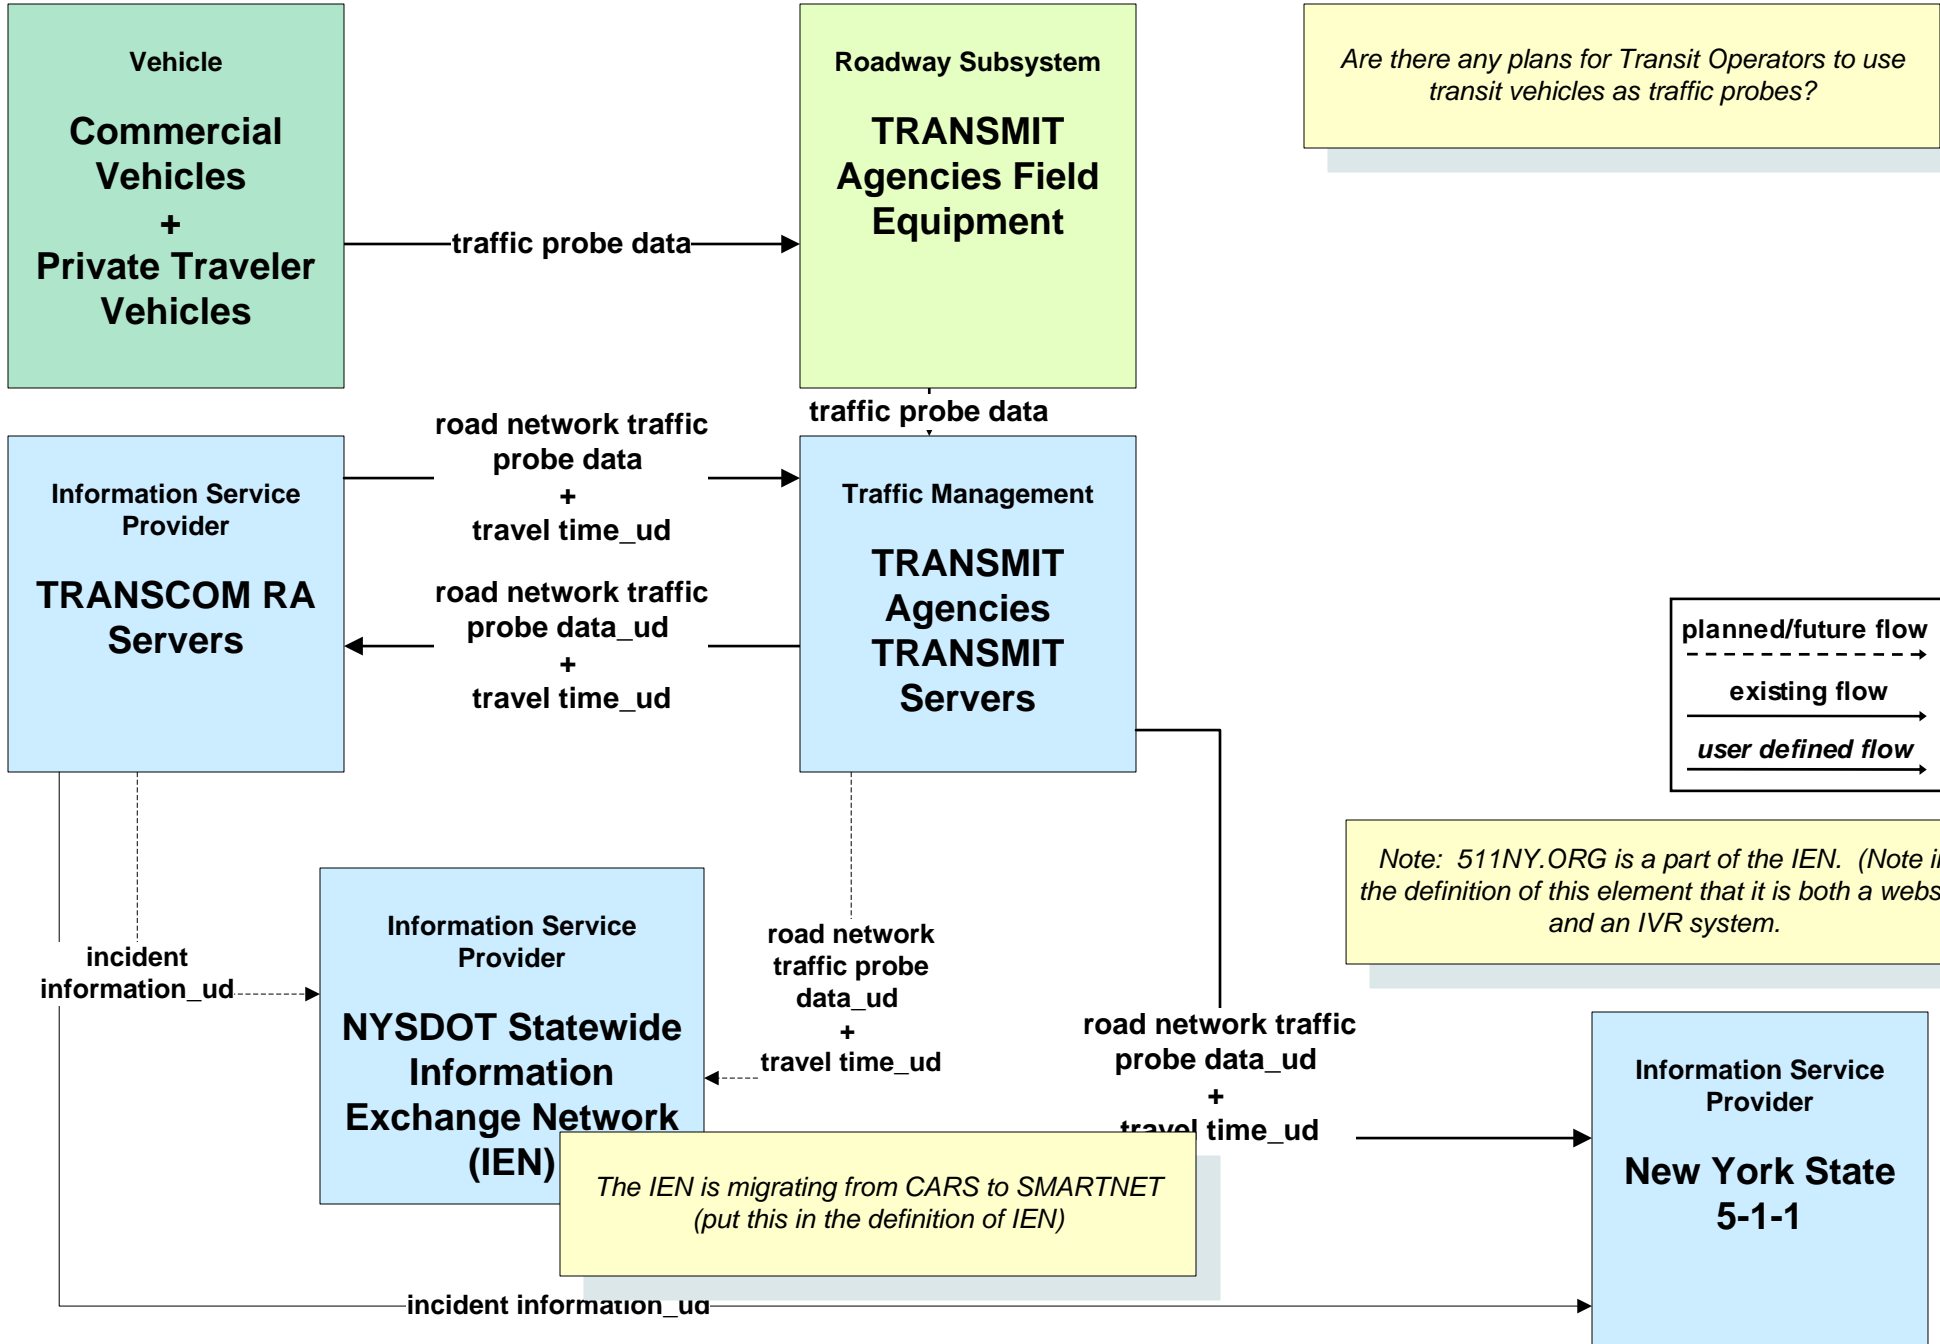 Vehicle
Commercial
Vehicles
+
Private Traveler
Vehicles
traffic probe data
Roadway Subsystem
TRANSMIT
Agencies Field
Equipment
Are there any plans for Transit Operators to use
transit vehicles as traffic probes?
traffic probe data
road network traffic
probe data
+
travel time_ud
Information Service
Provider
TRANSCOM RA
Servers
road network traffic
probe data_ud
+
travel time_ud
Traffic Management
TRANSMIT
Agencies
TRANSMIT
Servers
planned/future flow
existing flow
user defined flow
Note: 511NY.ORG is a part of the IEN. (Note
the definition of this element that it is both a
and an IVR system.
incident
information_ud
Information Service
Provider
NYSDOT Statewide
Information
Exchange Network
(IEN)
road network
traffic probe
data_ud
+
travel time_ud
road network traffic
probe data_ud
+
travel time_ud
The IEN is migrating from CARS to SMARTNET
(put this in the definition of IEN)
Information Service
Provider
New York State
5-1-1
incident information_ud